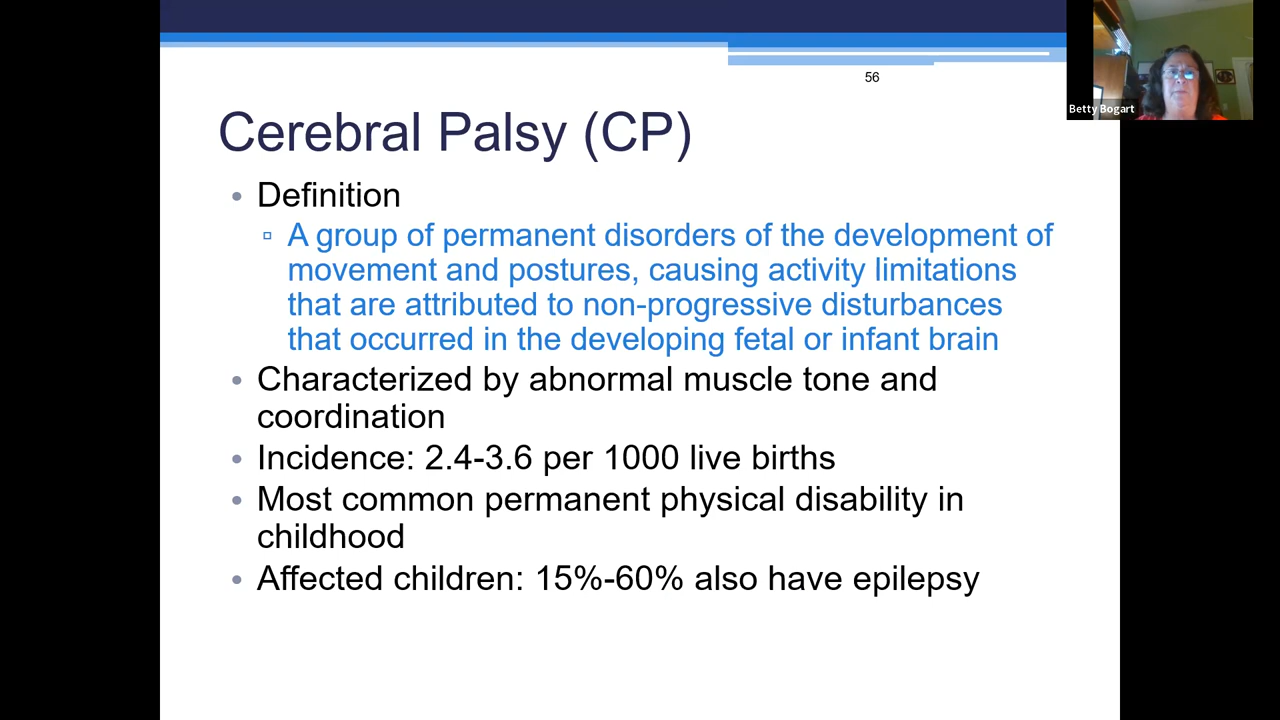 56
Betty Bogart
Cerebral Palsy (CP)
• Definition
▫ A group of permanent disorders of the development of
movement and postures, causing activity limitations
that are attributed to non-progressive disturbances
that occurred in the developing fetal or infant brain
• Characterized by abnormal muscle tone and
coordination
• Incidence: 2.4-3.6 per 1000 live births
• Most common permanent physical disability in
childhood
• Affected children: 15%-60% also have epilepsy